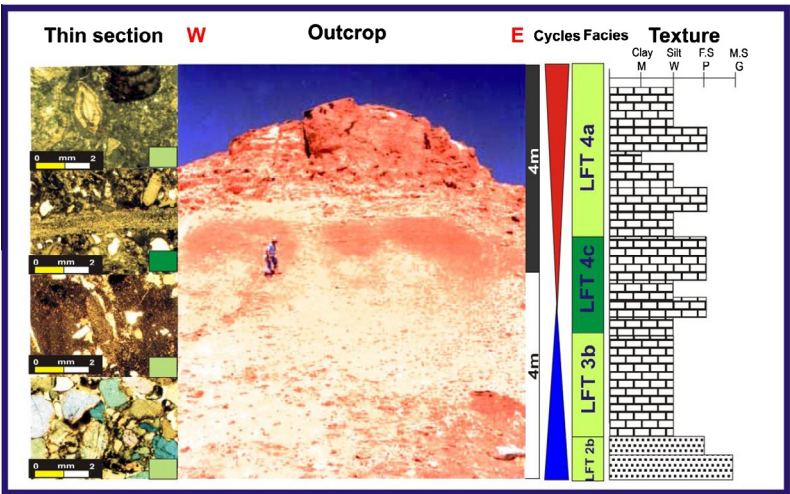 Thin section W Outcrop E Cycles Facies Texture
Clay Silt F.S M.S
M W P G
0 mm 2
0 mm 2
0 mm 2
0 mm 2
4m
4m
LFT 4a
LFT 4c
LFT 3b
LFT 2b